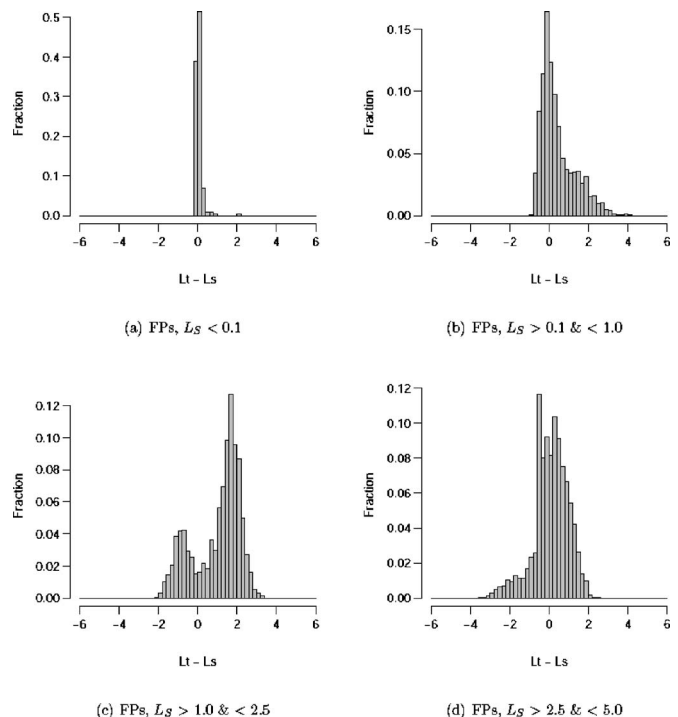 0.5
0.4
0.3
0.2
0.1
0.0
Fraction
−6 −4 −2 0 2 4 6
Lt − Ls
(a) FPs, L_S < 0.1
0.15
0.10
0.05
0.00
Fraction
−6 −4 −2 0 2 4 6
Lt − Ls
(b) FPs, L_S > 0.1 & < 1.0
0.12
0.10
0.08
0.06
0.04
0.02
0.00
Fraction
−6 −4 −2 0 2 4 6
Lt − Ls
(c) FPs, L_S > 1.0 & < 2.5
0.12
0.10
0.08
0.06
0.04
0.02
0.00
Fraction
−6 −4 −2 0 2 4 6
Lt − Ls
(d) FPs, L_S > 2.5 & < 5.0